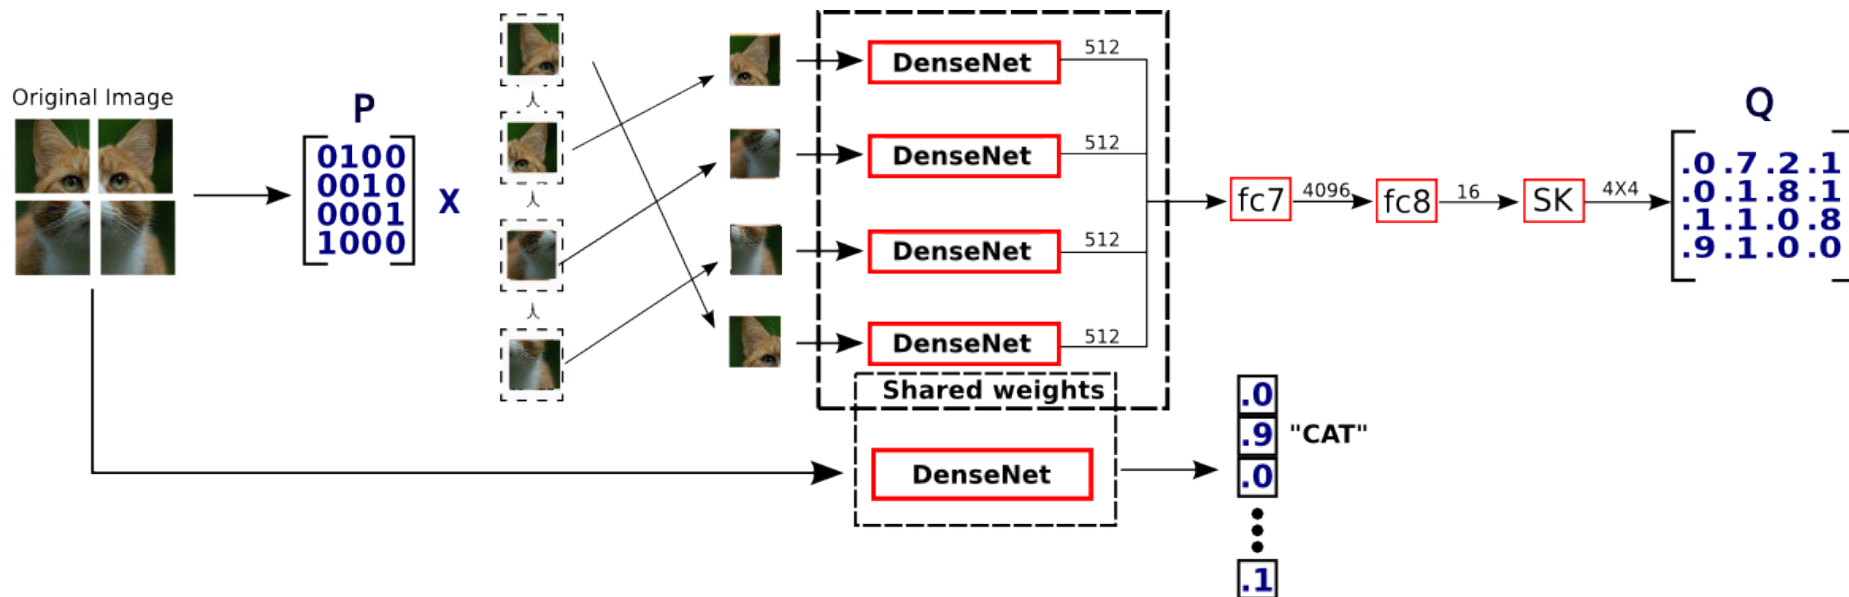 Original Image
P
0100
0010
0001
1000
X
DenseNet
512
DenseNet
512
DenseNet
512
DenseNet
512
Shared weights
fc7
4096
fc8
16
SK
4X4
Q
.0.7.2.1
.0.1.8.1
.1.1.0.8
.9.1.0.0
DenseNet
.0
.9
"CAT"
.0
.1